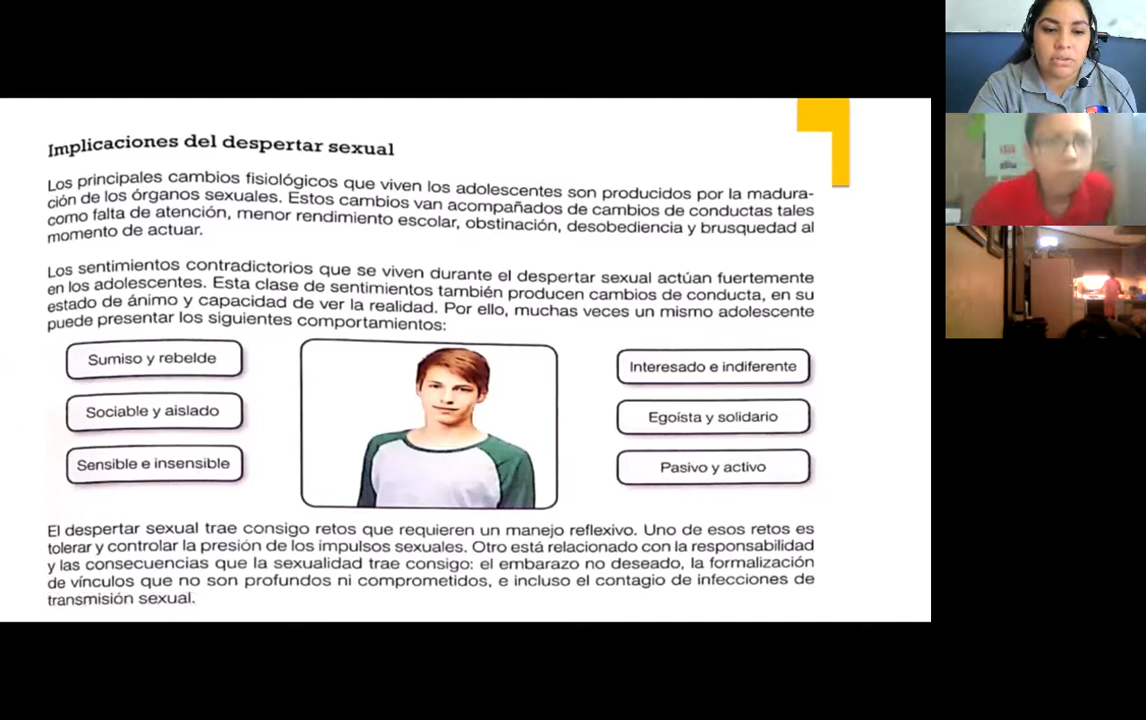 Implicaciones del despertar sexual
Los principales cambios fisiológicos que viven los adolescentes son producidos por la madura-
ción de los órganos sexuales. Estos cambios van acompañados de cambios de conductas tales
como falta de atención, menor rendimiento escolar, obstinación, desobediencia y brusquedad al
momento de actuar.
Los sentimientos contradictorios que se viven durante el despertar sexual actúan fuertemente
en los adolescentes. Esta clase de sentimientos también producen cambios de conducta, en su
estado de ánimo y capacidad de ver la realidad. Por ello, muchas veces un mismo adolescente
puede presentar los siguientes comportamientos:
Sumiso y rebelde
Sociable y aislado
Sensible e insensible
Interesado e indiferente
Egoísta y solidario
Pasivo y activo
El despertar sexual trae consigo retos que requieren un manejo reflexivo. Uno de esos retos es
tolerar y controlar la presión de los impulsos sexuales. Otro está relacionado con la responsabilidad
y las consecuencias que la sexualidad trae consigo: el embarazo no deseado, la formalización
de vínculos que no son profundos ni comprometidos, e incluso el contagio de infecciones de
transmisión sexual.